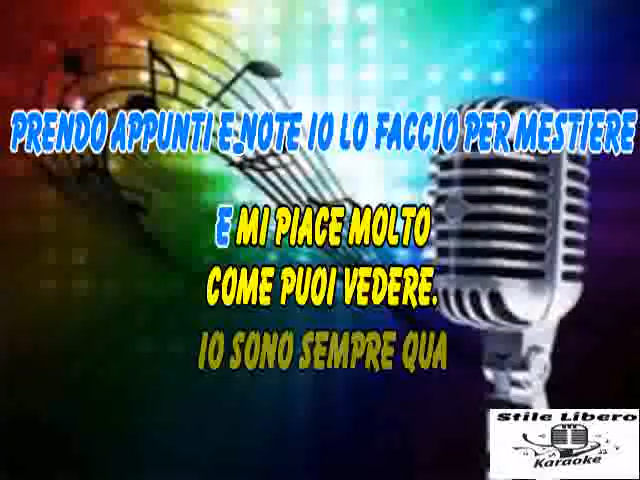 PRENDO APPUNTI E NOTE IO LO FACCIO PER MESTIERE
E MI PIACE MOLTO
COME PUOI VEDERE.
IO SONO SEMPRE QUA
Stile Libero
Karaoke